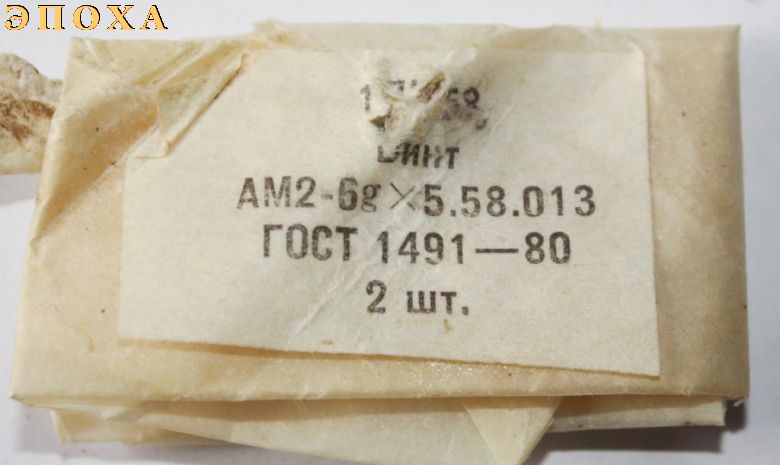 ЭПОХА
Винт
АМ2-6g×5.58.013
ГОСТ 1491—80
2 шт.